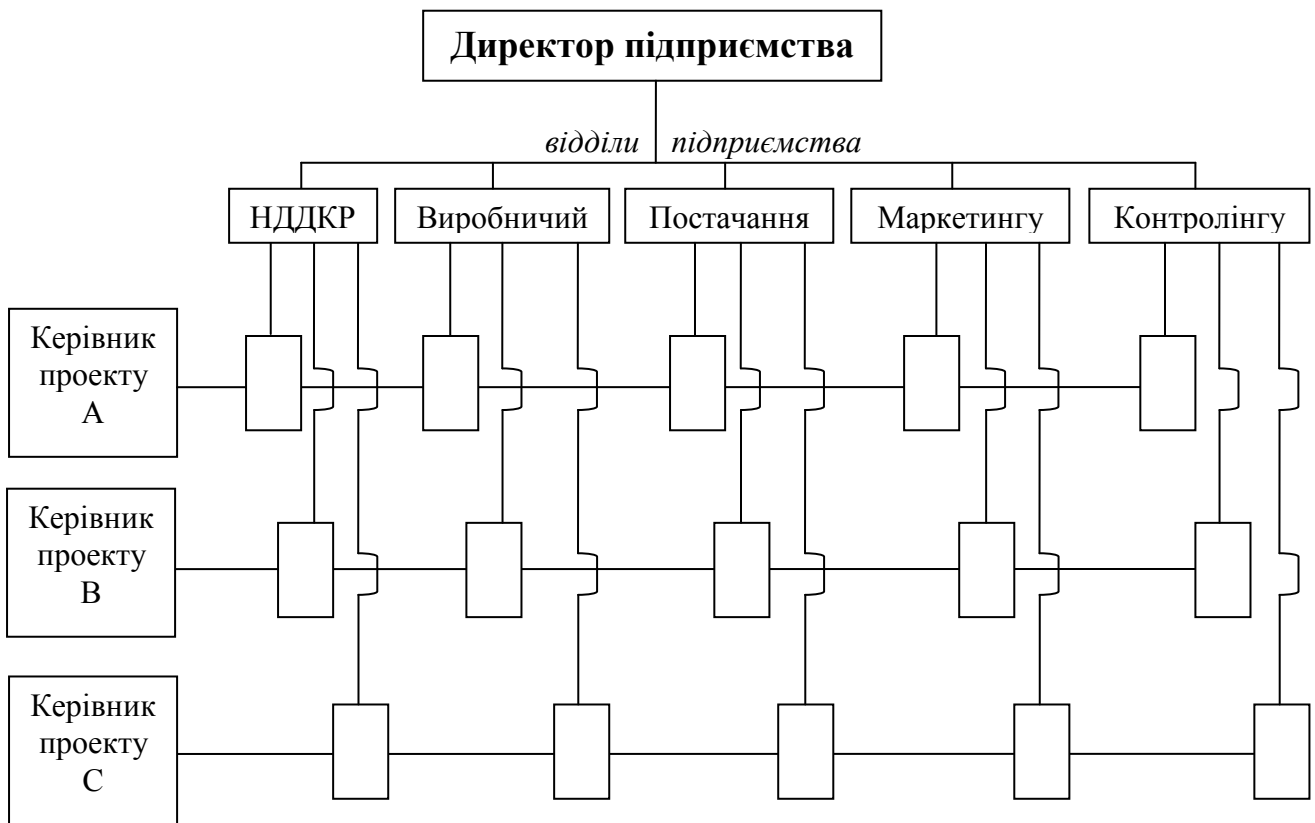 Директор підприємства
відділи підприємства
НДДКР Виробничий Постачання Маркетингу Контролінгу
Керівник
проекту
А
Керівник
проекту
В
Керівник
проекту
С